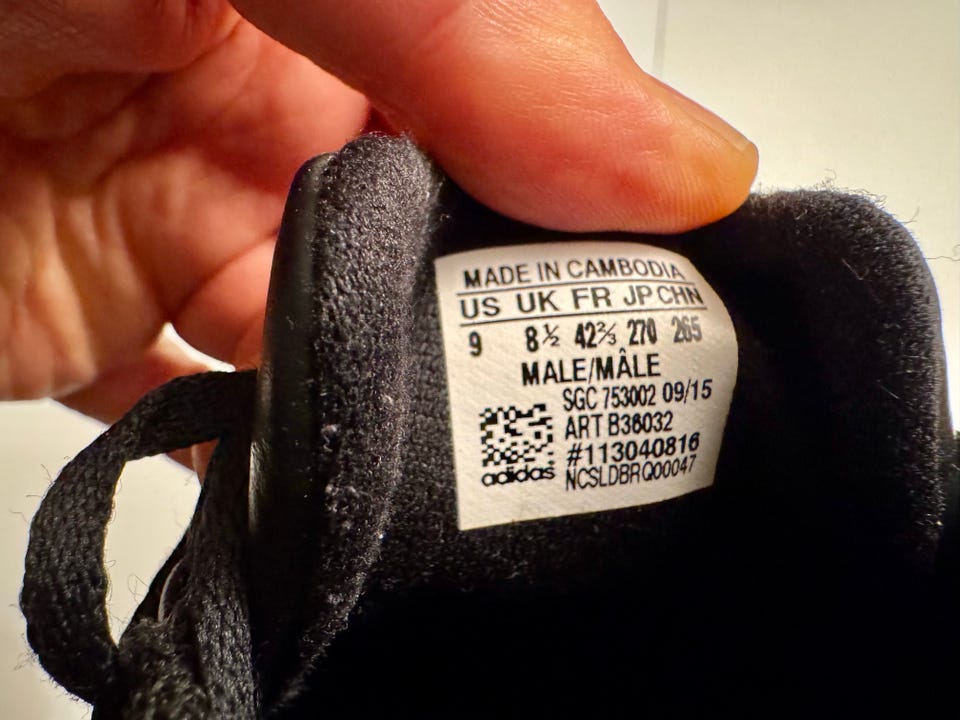 MADE IN CAMBODIA
US UK FR JP CHN
9 8½ 42⅔ 270 265
MALE/MÂLE
SGC 753002 09/15
ART B36032
#113040816
adidas NCSLDBRQ00047